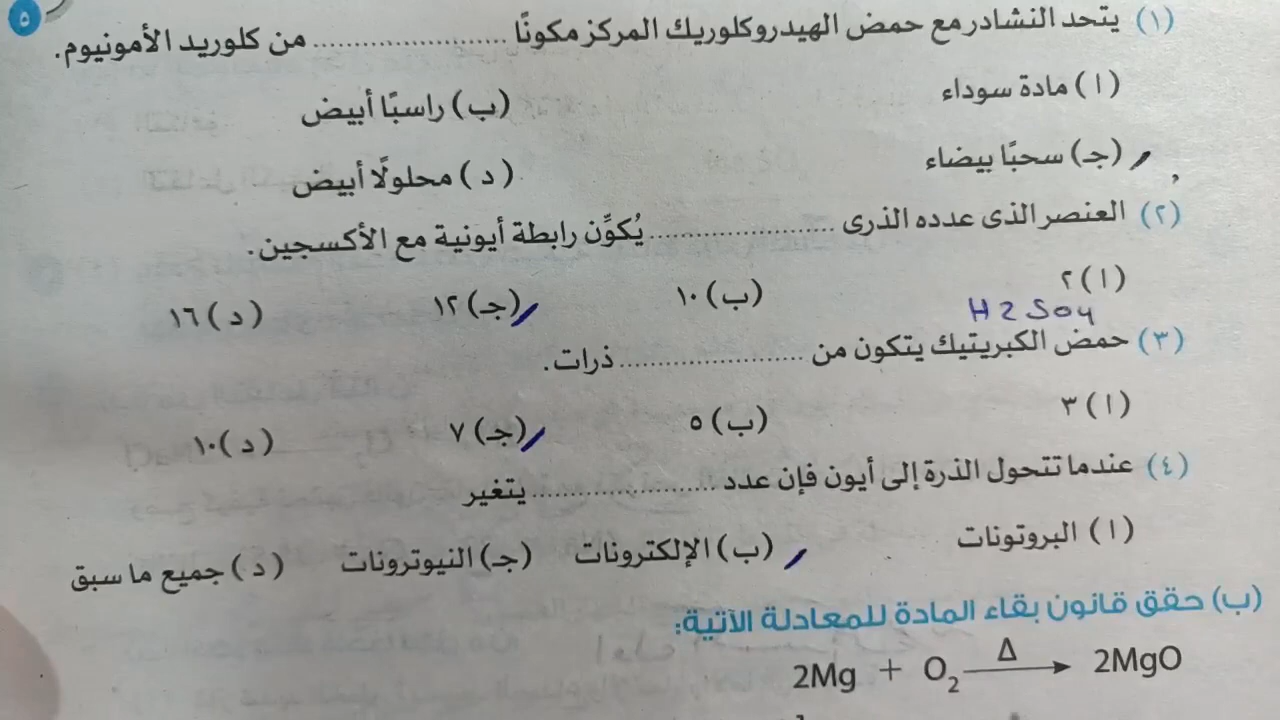 ٥
(١) يتحد النشادر مع حمض الهيدروكلوريك المركز مكونًا ...................... من كلوريد الأمونيوم.
(ا) مادة سوداء (ب) راسبًا أبيض
(جـ) سحبًا بيضاء (د) محلولًا أبيض
(٢) العنصر الذى عدده الذرى ..................... يُكوِّن رابطة أيونية مع الأكسجين.
(ا) ٢ (ب) ١٠ (جـ) ١٢ (د) ١٦
H2SO4
(٣) حمض الكبريتيك يتكون من ..................... ذرات.
(ا) ٣ (ب) ٥ (جـ) ٧ (د) ١٠
(٤) عندما تتحول الذرة إلى أيون فإن عدد ..................... يتغير
(ا) البروتونات (ب) الإلكترونات (جـ) النيوترونات (د) جميع ما سبق
(ب) حقق قانون بقاء المادة للمعادلة الآتية:
2Mg + O₂ —Δ→ 2MgO